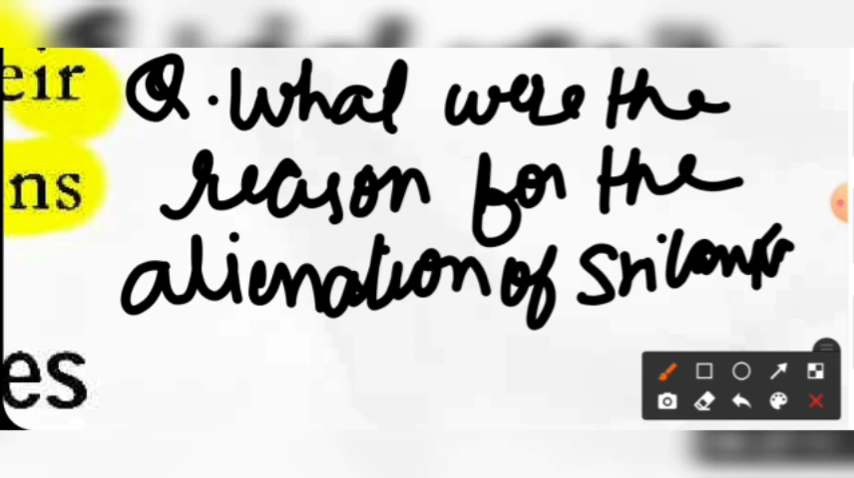 eir
Q. What were the
ns
reason for the
alienation of Srilanka
es